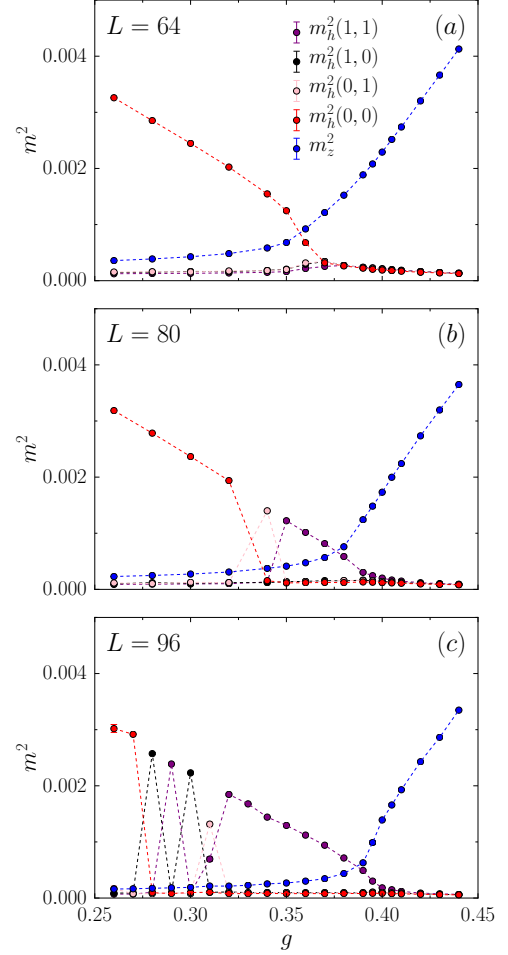 L = 64
(a)
m_h^2(1, 1)
m_h^2(1, 0)
m_h^2(0, 1)
m_h^2(0, 0)
m_z^2
0.004
0.002
0.000
m^2
L = 80
(b)
0.004
0.002
0.000
m^2
L = 96
(c)
0.004
0.002
0.000
m^2
0.25 0.30 0.35 0.40 0.45
g